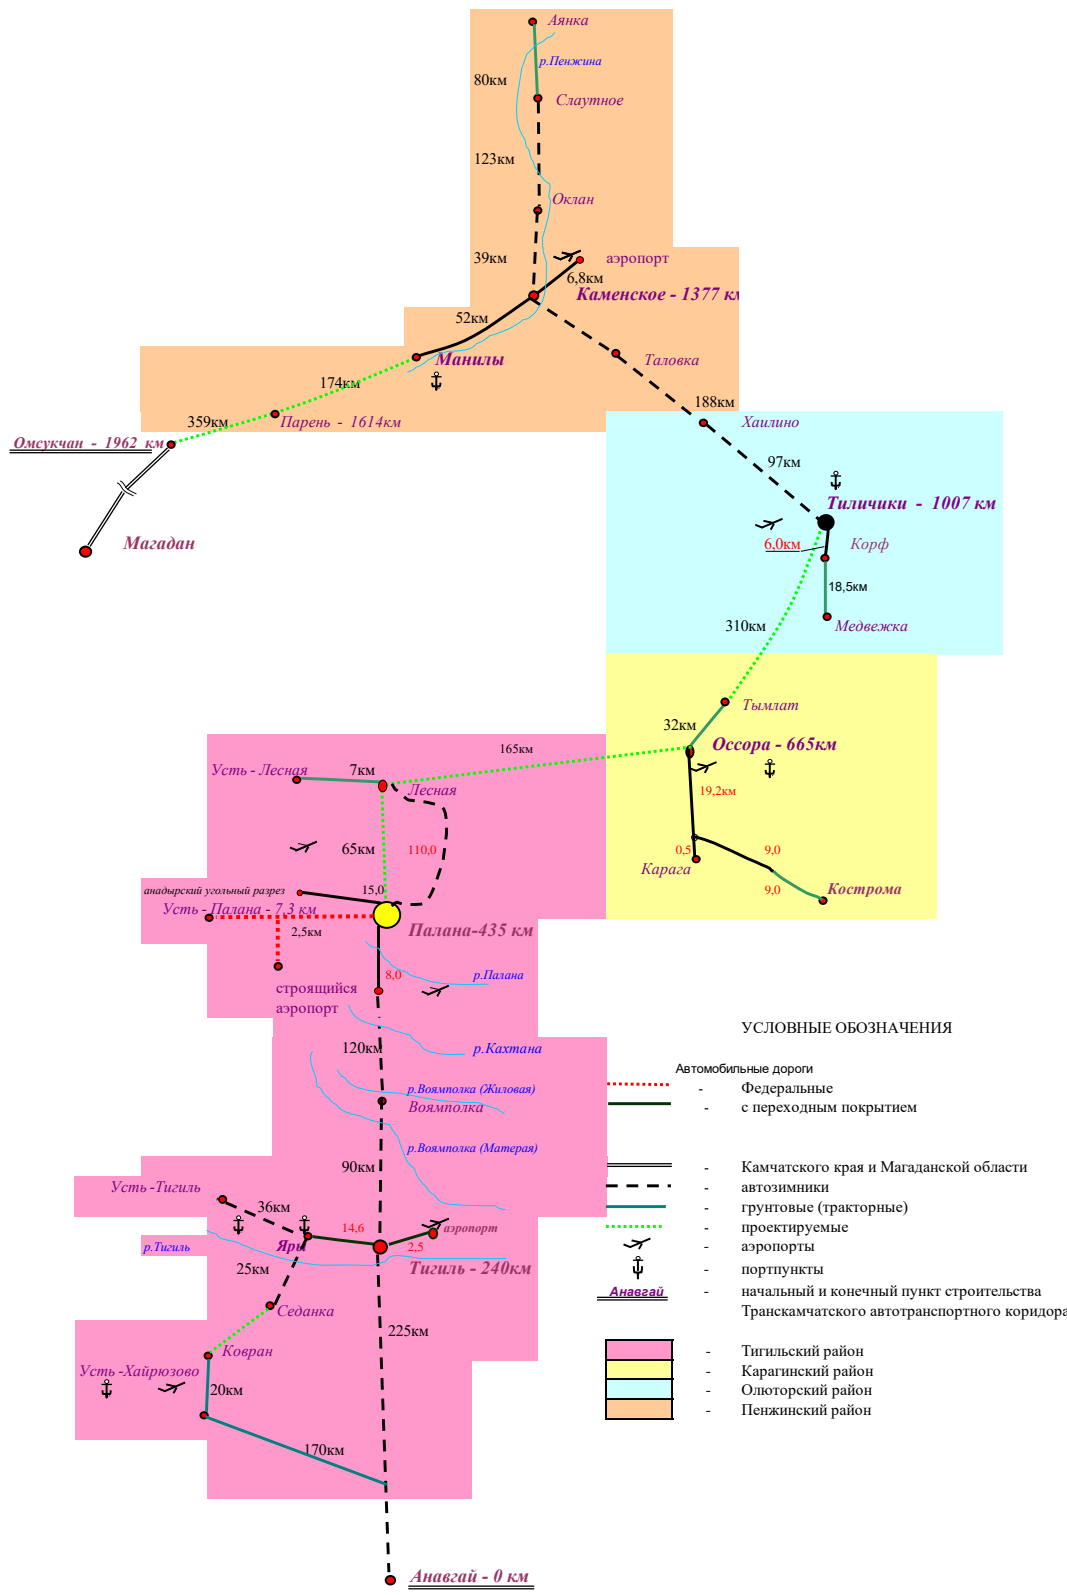 Аянка
р.Пенжина
80км
Слаутное
123км
Оклан
39км
аэропорт
6,8км
Каменское - 1377 км
52км
Манилы
Таловка
174км
188км
359км
Парень - 1614км
Хаилино
Омсукчан - 1962 км
97км
Тиличики - 1007 км
Магадан
6,0км
Корф
18,5км
Медвежка
310км
Тымлат
32км
Оссора - 665км
165км
Усть - Лесная
7км
Лесная
19,2км
65км
110,0
0,5
9,0
Карага
анадырский угольный разрез
15,0
9,0
Кострома
Усть - Палана - 7,3 км
2,5км
Палана-435 км
8,0
р.Палана
строящийся
аэропорт
120км
р.Кахтана
р.Воямполка (Жиловая)
Воямполка
р.Воямполка (Матерая)
90км
Усть -Тигиль
36км
14,6
аэропорт
р.Тигиль
Яры
2,5
25км
Тигиль - 240км
Седанка
225км
Ковран
Усть -Хайрюзово
20км
170км
Анавгай - 0 км
УСЛОВНЫЕ ОБОЗНАЧЕНИЯ
Автомобильные дороги
- Федеральные
- с переходным покрытием
- Камчатского края и Магаданской области
- автозимники
- грунтовые (тракторные)
- проектируемые
- аэропорты
- портпункты
Анавгай - начальный и конечный пункт строительства
Транскамчатского автотранспортного коридора
- Тигильский район
- Карагинский район
- Олюторский район
- Пенжинский район